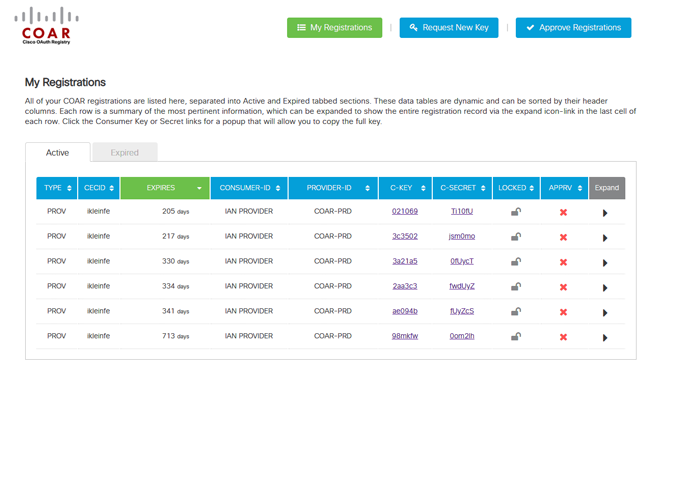 COAR
Cisco OAuth Registry
My Registrations | Request New Key | Approve Registrations
My Registrations
All of your COAR registrations are listed here, separated into Active and Expired tabbed sections. These data tables are dynamic and can be sorted by their header
columns. Each row is a summary of the most pertinent information, which can be expanded to show the entire registration record via the expand icon-link in the last cell of
each row. Click the Consumer Key or Secret links for a popup that will allow you to copy the full key.
Active Expired
TYPE CECID EXPIRES CONSUMER-ID PROVIDER-ID C-KEY C-SECRET LOCKED APPRV Expand
PROV ikleinfe 205 days IAN PROVIDER COAR-PRD 021069 Ti10fU
PROV ikleinfe 217 days IAN PROVIDER COAR-PRD 3c3502 jsm0mo
PROV ikleinfe 330 days IAN PROVIDER COAR-PRD 3a21a5 0fUycT
PROV ikleinfe 334 days IAN PROVIDER COAR-PRD 2aa3c3 fwdUyZ
PROV ikleinfe 341 days IAN PROVIDER COAR-PRD ae094b fUyZcS
PROV ikleinfe 713 days IAN PROVIDER COAR-PRD 98mkfw